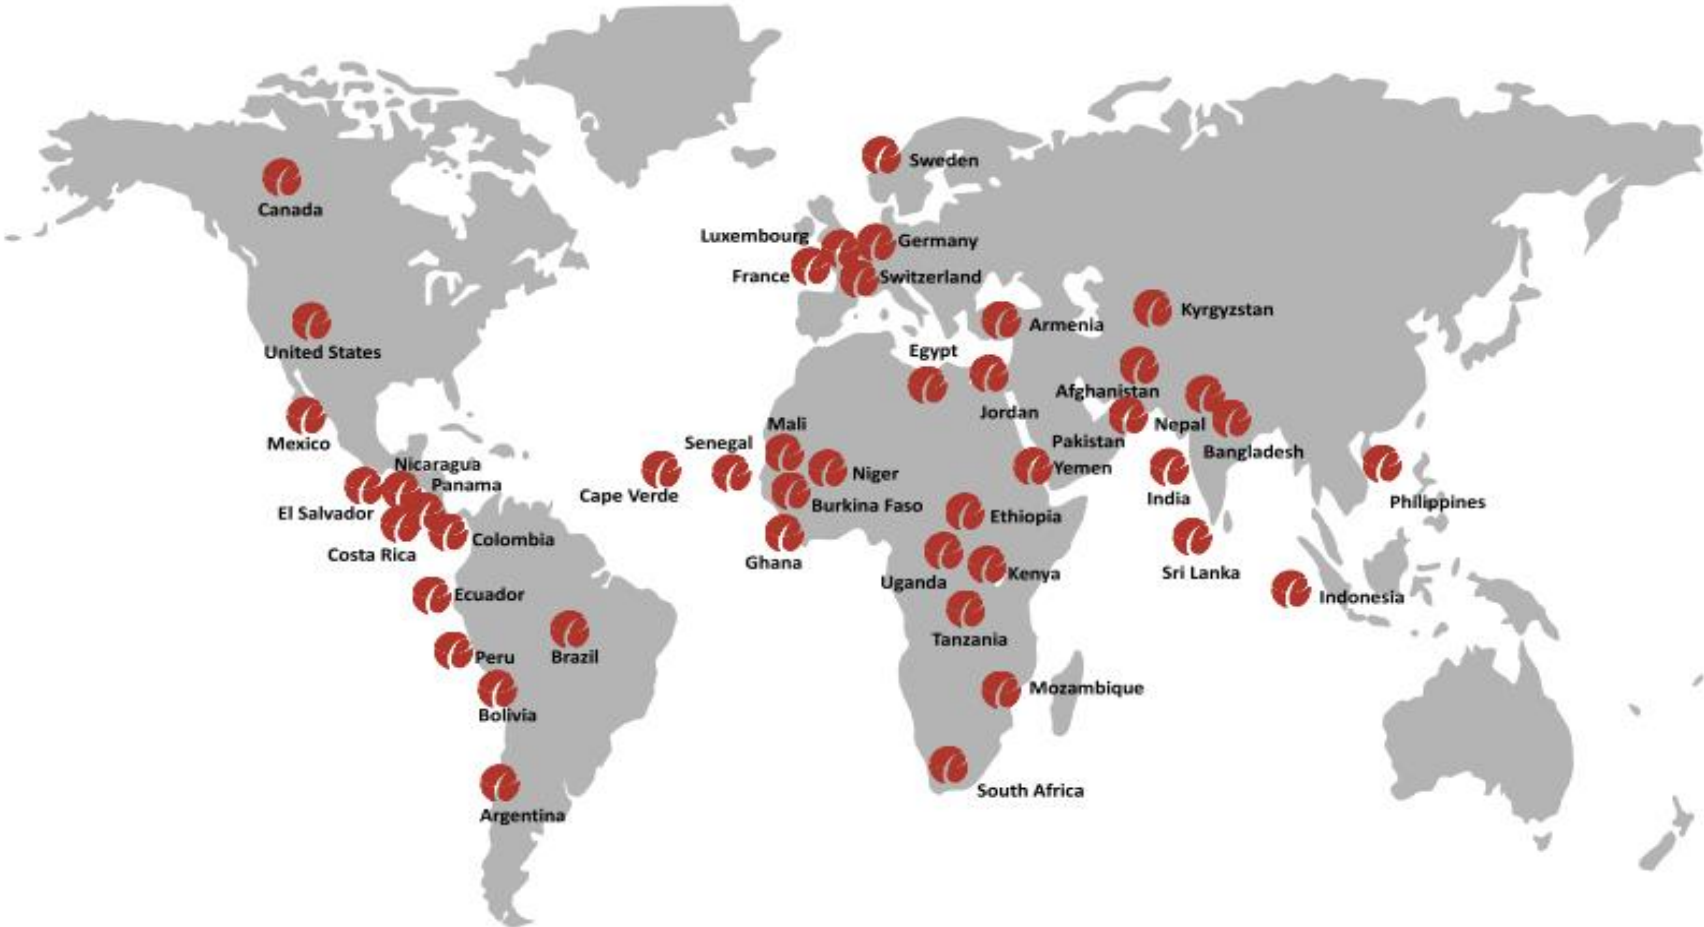 Sweden
Canada
Luxembourg
Germany
France
Switzerland
Kyrgyzstan
Armenia
United States
Egypt
Afghanistan
Jordan
Mexico
Mali
Nepal
Senegal
Pakistan
Bangladesh
Nicaragua
Yemen
Niger
Panama
Cape Verde
India
Philippines
Burkina Faso
El Salvador
Ethiopia
Colombia
Costa Rica
Ghana
Sri Lanka
Kenya
Uganda
Ecuador
Indonesia
Tanzania
Peru
Brazil
Mozambique
Bolivia
South Africa
Argentina